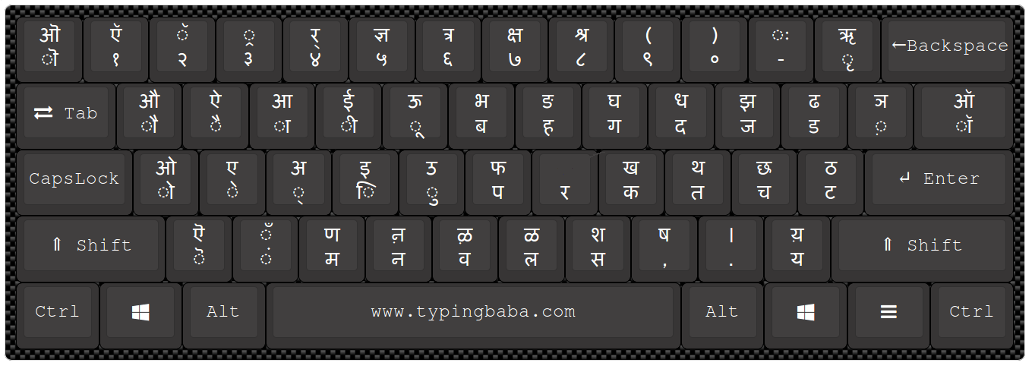 ऒ ऍ ॅ ्र र् ज्ञ त्र क्ष श्र ( ) ः ऋ ←Backspace
ॊ १ २ ३ ४ ५ ६ ७ ८ ९ ० - ृ
⇄ Tab औ ऐ आ ई ऊ भ ङ घ ध झ ढ ञ ऑ
ौ ै ा ी ू ब ह ग द ज ड ़ ॉ
CapsLock ओ ए अ इ उ फ ख थ छ ठ ↵ Enter
ो े ् ि ु प र क त च ट
⇑ Shift ऎ ँ ण ऩ ऴ ळ श ष । य़ ⇑ Shift
ॆ ं म न व ल स , . य
Ctrl Alt www.typingbaba.com Alt ☰ Ctrl